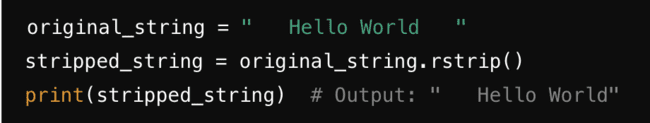 original_string = "   Hello World   "
stripped_string = original_string.rstrip()
print(stripped_string)  # Output: "   Hello World"